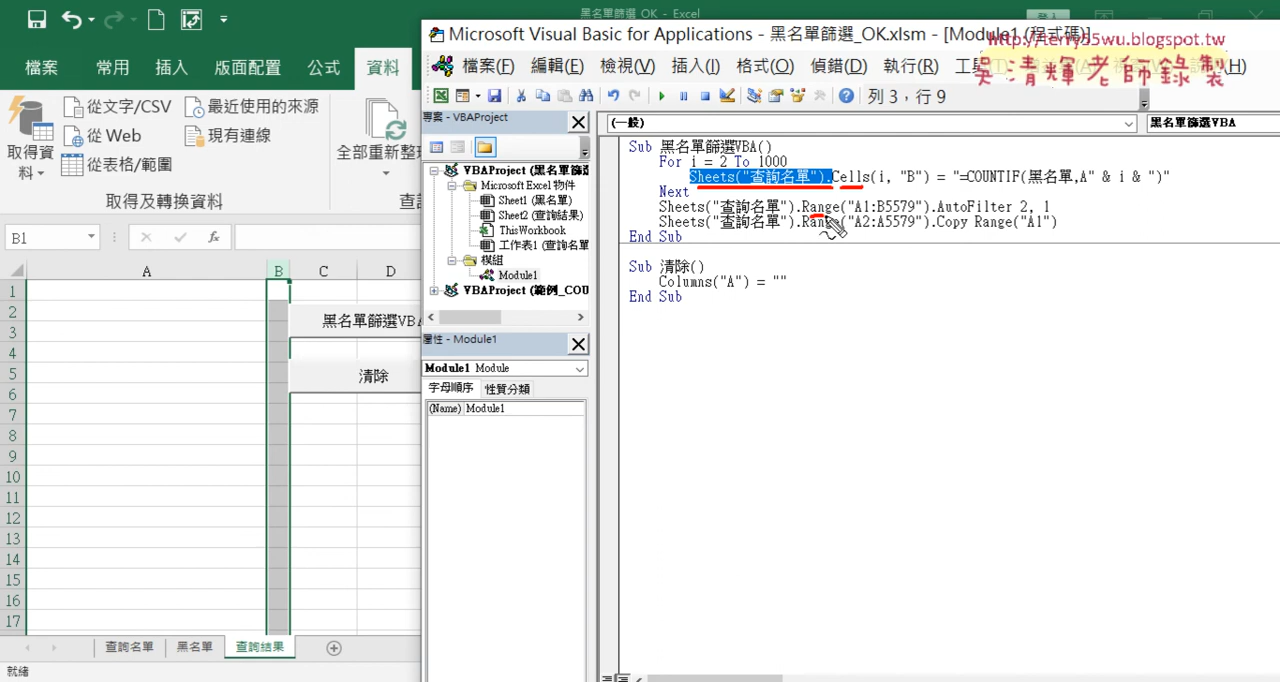 黑名單篩選_OK - Excel
檔案 常用 插入 版面配置 公式 資料
取得資料
從文字/CSV
從 Web
從表格/範圍
最近使用的來源
現有連線
取得及轉換資料
全部重新整
B1
fx
A B C D
1
2
3
4
5
6
7
8
9
10
11
12
13
14
15
16
17
黑名單篩選VBA
清除
查詢名單 黑名單 查詢結果
就緒
Microsoft Visual Basic for Applications - 黑名單篩選_OK.xlsm - [Module1 (程式碼)]
http://terry55wu.blogspot.tw
吳清輝老師錄製
檔案(F) 編輯(E) 檢視(V) 插入(I) 格式(O) 偵錯(D) 執行(R)
列 3，行 9
專案 - VBAProject
VBAProject (黑名單篩
Microsoft Excel 物件
Sheet1 (黑名單)
Sheet2 (查詢結果)
ThisWorkbook
工作表1 (查詢名單
模組
Module1
VBAProject (範例_COU
屬性 - Module1
Module1 Module
字母順序 性質分類
(Name) Module1
(一般)
黑名單篩選VBA
Sub 黑名單篩選VBA()
For i = 2 To 1000
Sheets("查詢名單").Cells(i, "B") = "=COUNTIF(黑名單,A" & i & ")"
Next
Sheets("查詢名單").Range("A1:B5579").AutoFilter 2, 1
Sheets("查詢名單").Range("A2:A5579").Copy Range("A1")
End Sub
Sub 清除()
Columns("A") = ""
End Sub